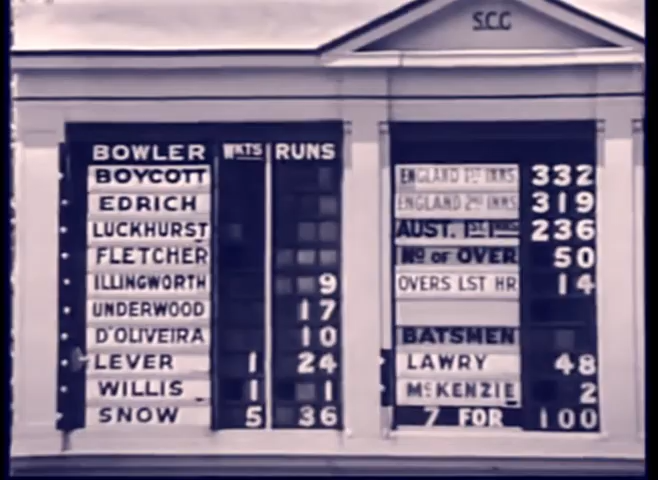 S.C.G
BOWLER WKTS RUNS
BOYCOTT
EDRICH
LUCKHURST
FLETCHER
ILLINGWORTH 9
UNDERWOOD 17
D'OLIVEIRA 10
LEVER 1 24
WILLIS 1 1
SNOW 5 36
ENGLAND 1ST INNS 332
ENGLAND 2ND INNS 319
AUST. 1ST INNS 236
NO OF OVER 50
OVERS LST HR 14
BATSMEN
LAWRY 48
McKENZIE 2
7 FOR 100